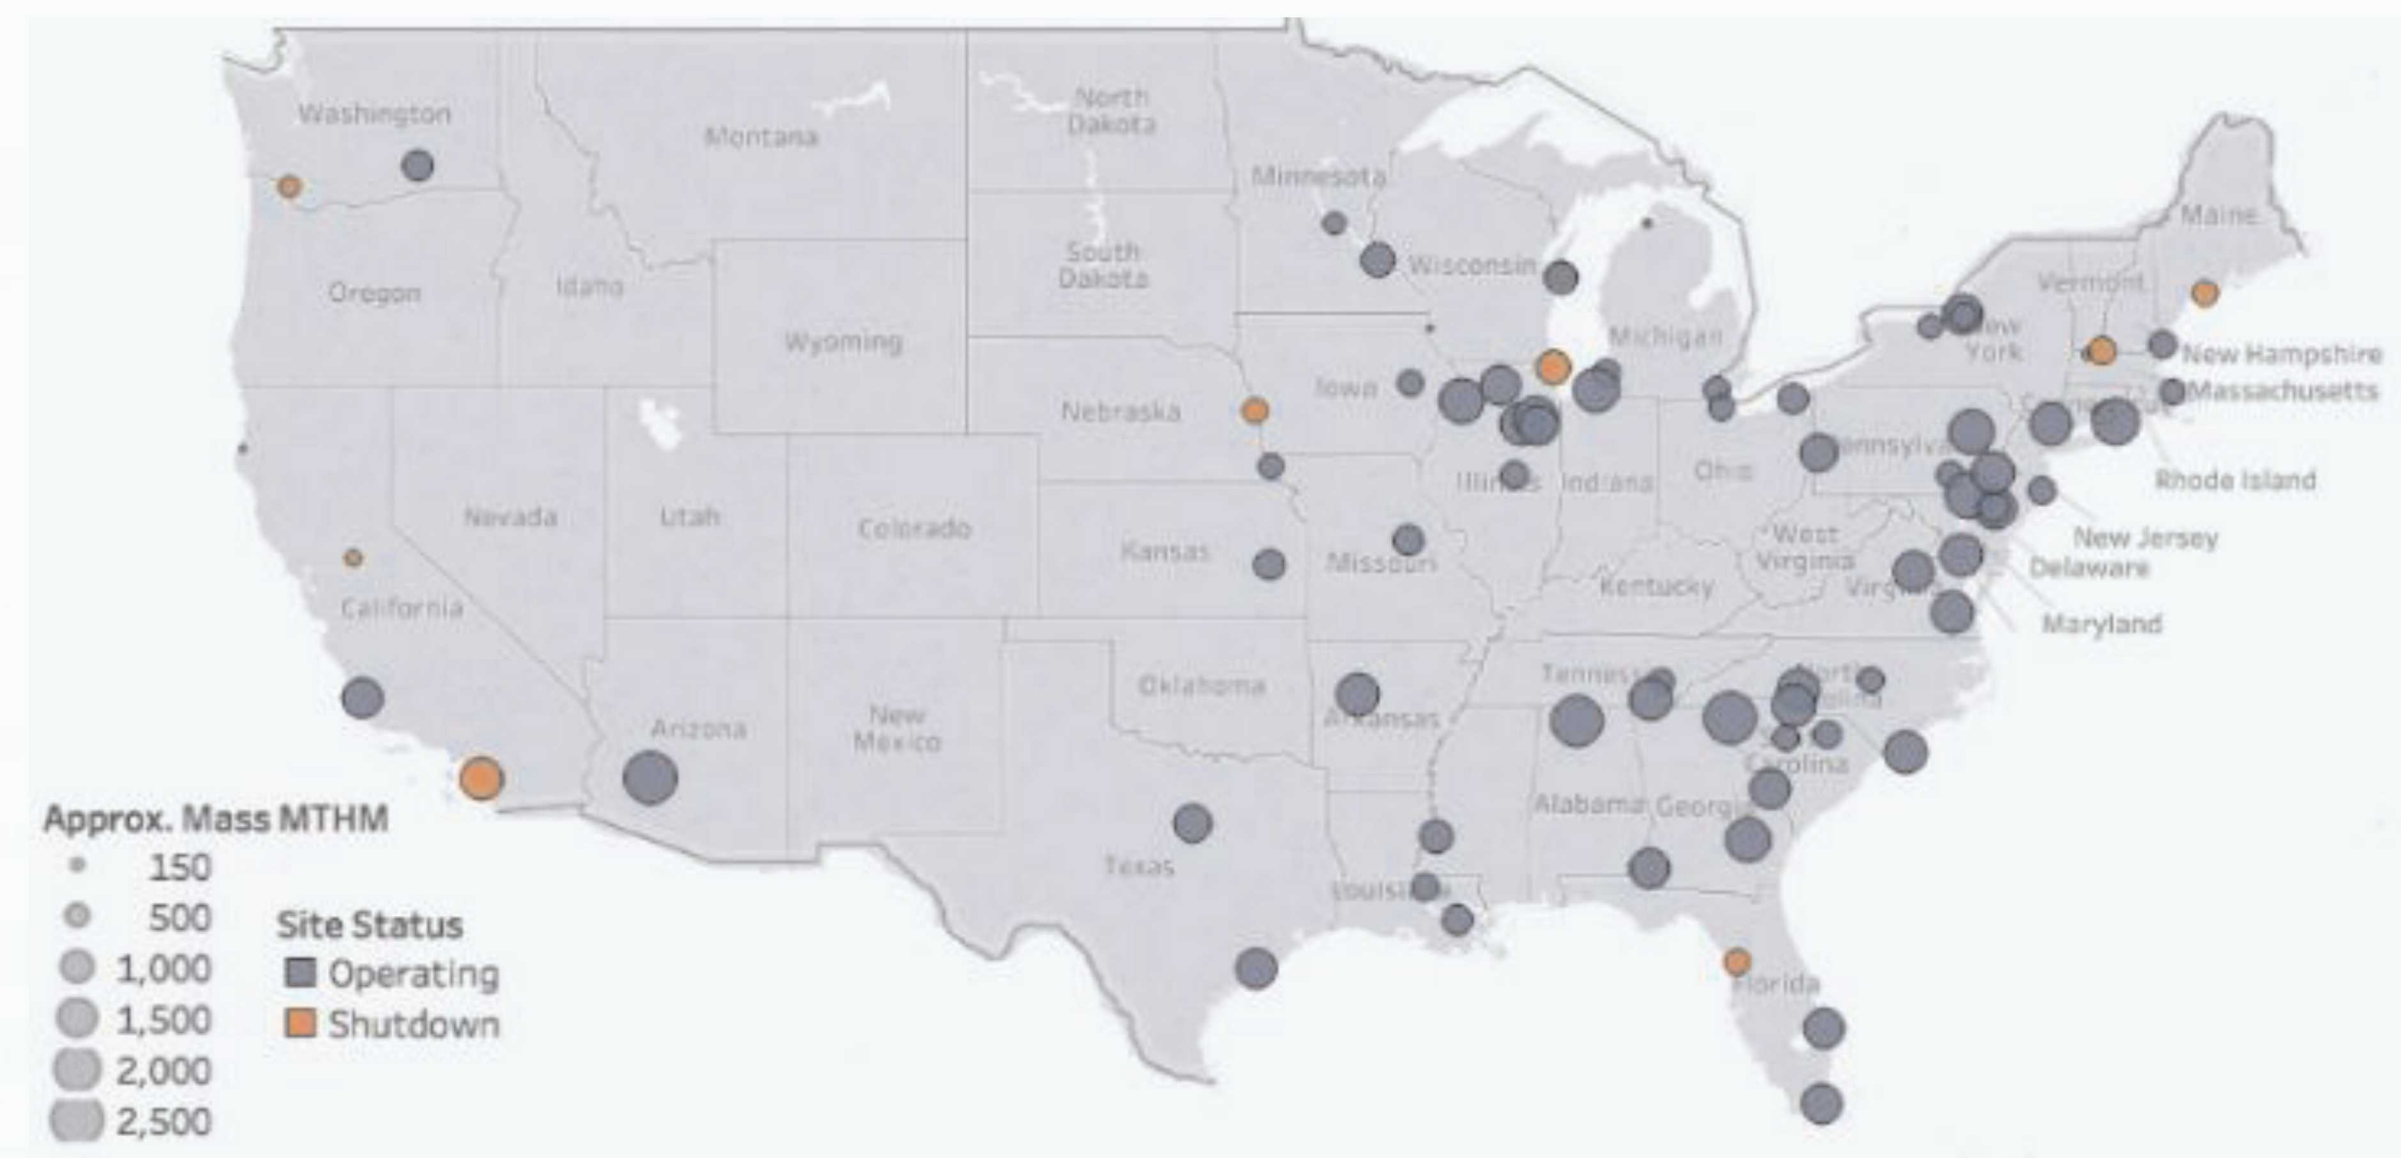 Washington
Montana
North
Dakota
Minnesota
Maine
Oregon
Idaho
South
Dakota
Wisconsin
Vermont
Wyoming
Michigan
York
New Hampshire
Iowa
Massachusetts
Nebraska
Ohio
Indiana
Rhode Island
Nevada
Utah
Colorado
Kansas
Missouri
West
Virginia
New Jersey
Delaware
Kentucky
California
Maryland
Oklahoma
Arizona
New
Mexico
Arkansas
Carolina
Alabama
Texas
Florida
Approx. Mass MTHM
150
500
1,000
1,500
2,000
2,500
Site Status
Operating
Shutdown